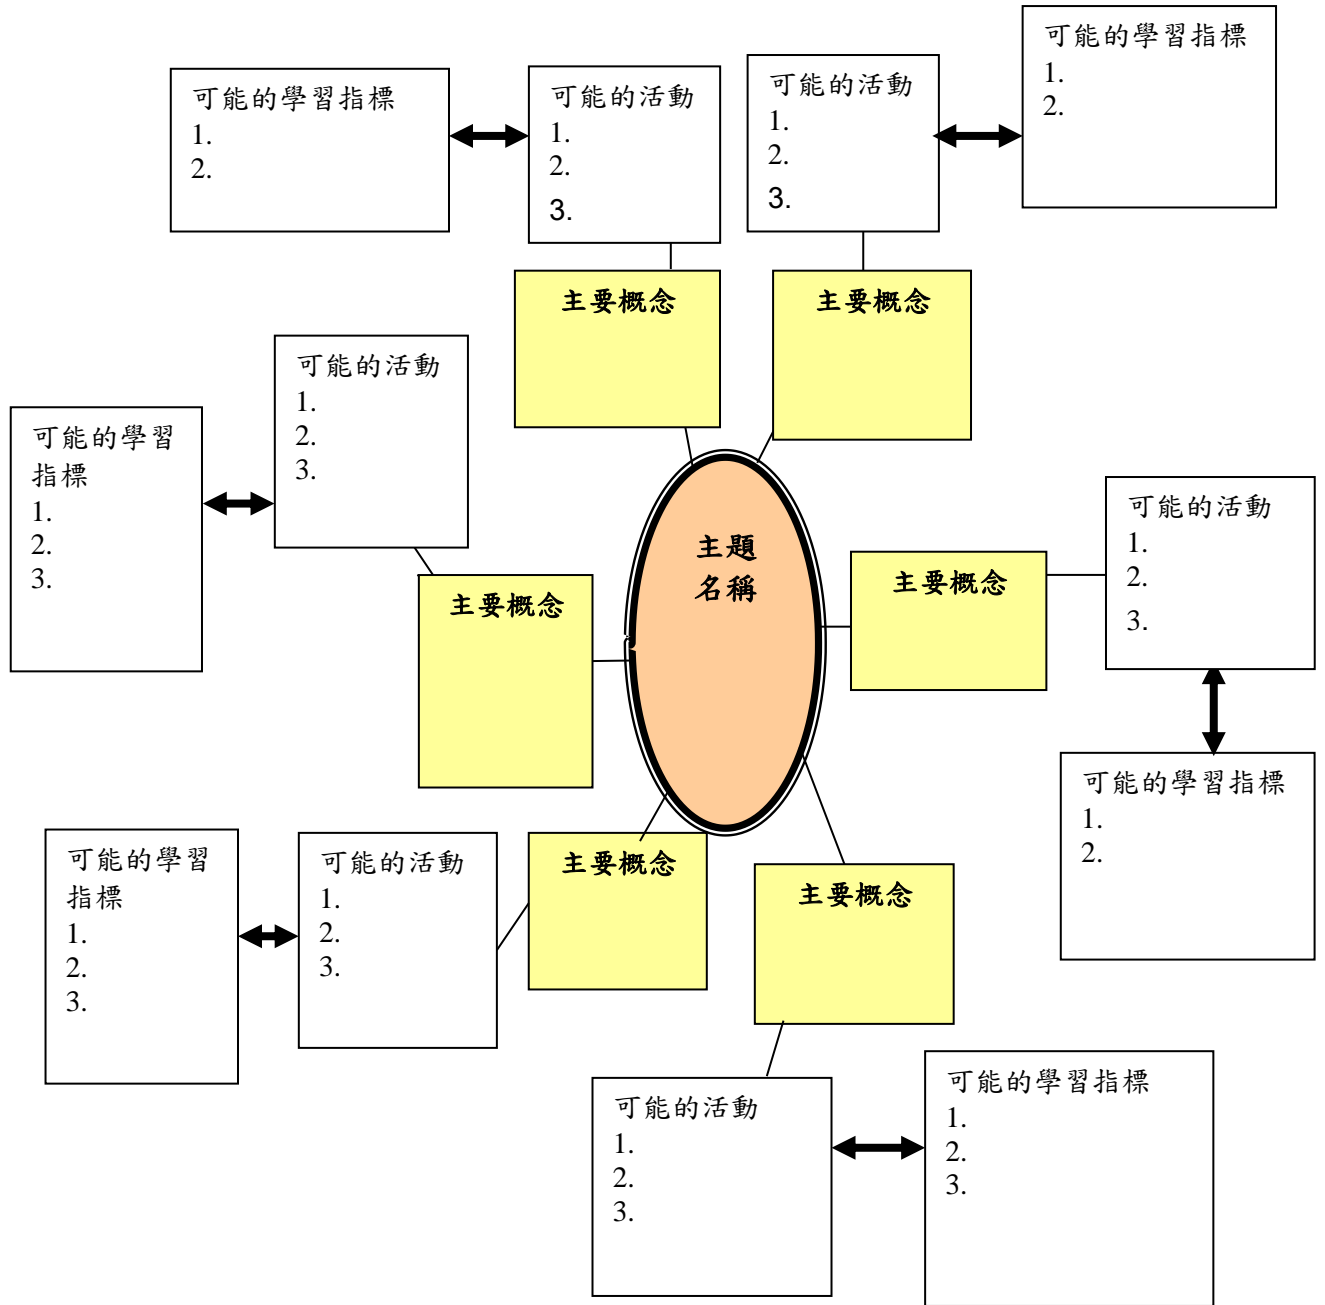 可能的學習指標
1.
2.
可能的活動
1.
2.
3.
可能的活動
1.
2.
3.
可能的學習指標
1.
2.
主要概念
主要概念
可能的學習
指標
1.
2.
3.
可能的活動
1.
2.
3.
主要概念
主題
名稱
主要概念
可能的活動
1.
2.
3.
可能的學習指標
1.
2.
可能的學習
指標
1.
2.
3.
可能的活動
1.
2.
3.
主要概念
主要概念
可能的活動
1.
2.
3.
可能的學習指標
1.
2.
3.